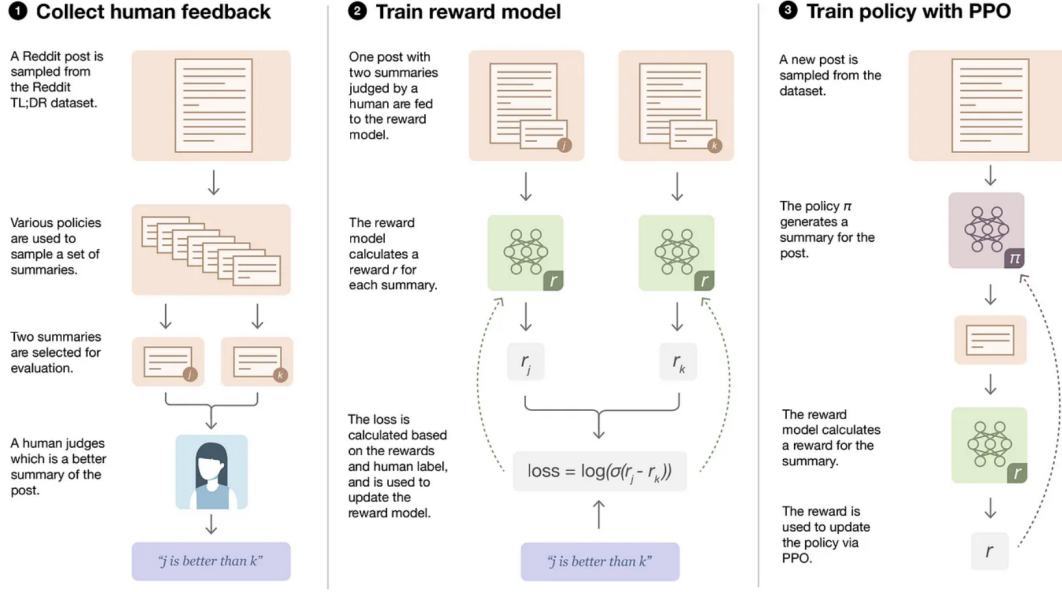 1 Collect human feedback
A Reddit post is
sampled from
the Reddit
TL;DR dataset.
Various policies
are used to
sample a set of
summaries.
Two summaries
are selected for
evaluation.
j
k
A human judges
which is a better
summary of the
post.
“j is better than k”
2 Train reward model
One post with
two summaries
judged by a
human are fed
to the reward
model.
j
k
The reward
model
calculates a
reward r for
each summary.
r
r
rj
rk
The loss is
calculated based
on the rewards
and human label,
and is used to
update the
reward model.
loss = log(σ(rj - rk))
“j is better than k”
3 Train policy with PPO
A new post is
sampled from the
dataset.
The policy π
generates a
summary for the
post.
π
The reward
model calculates
a reward for the
summary.
r
The reward is
used to update
the policy via
PPO.
r